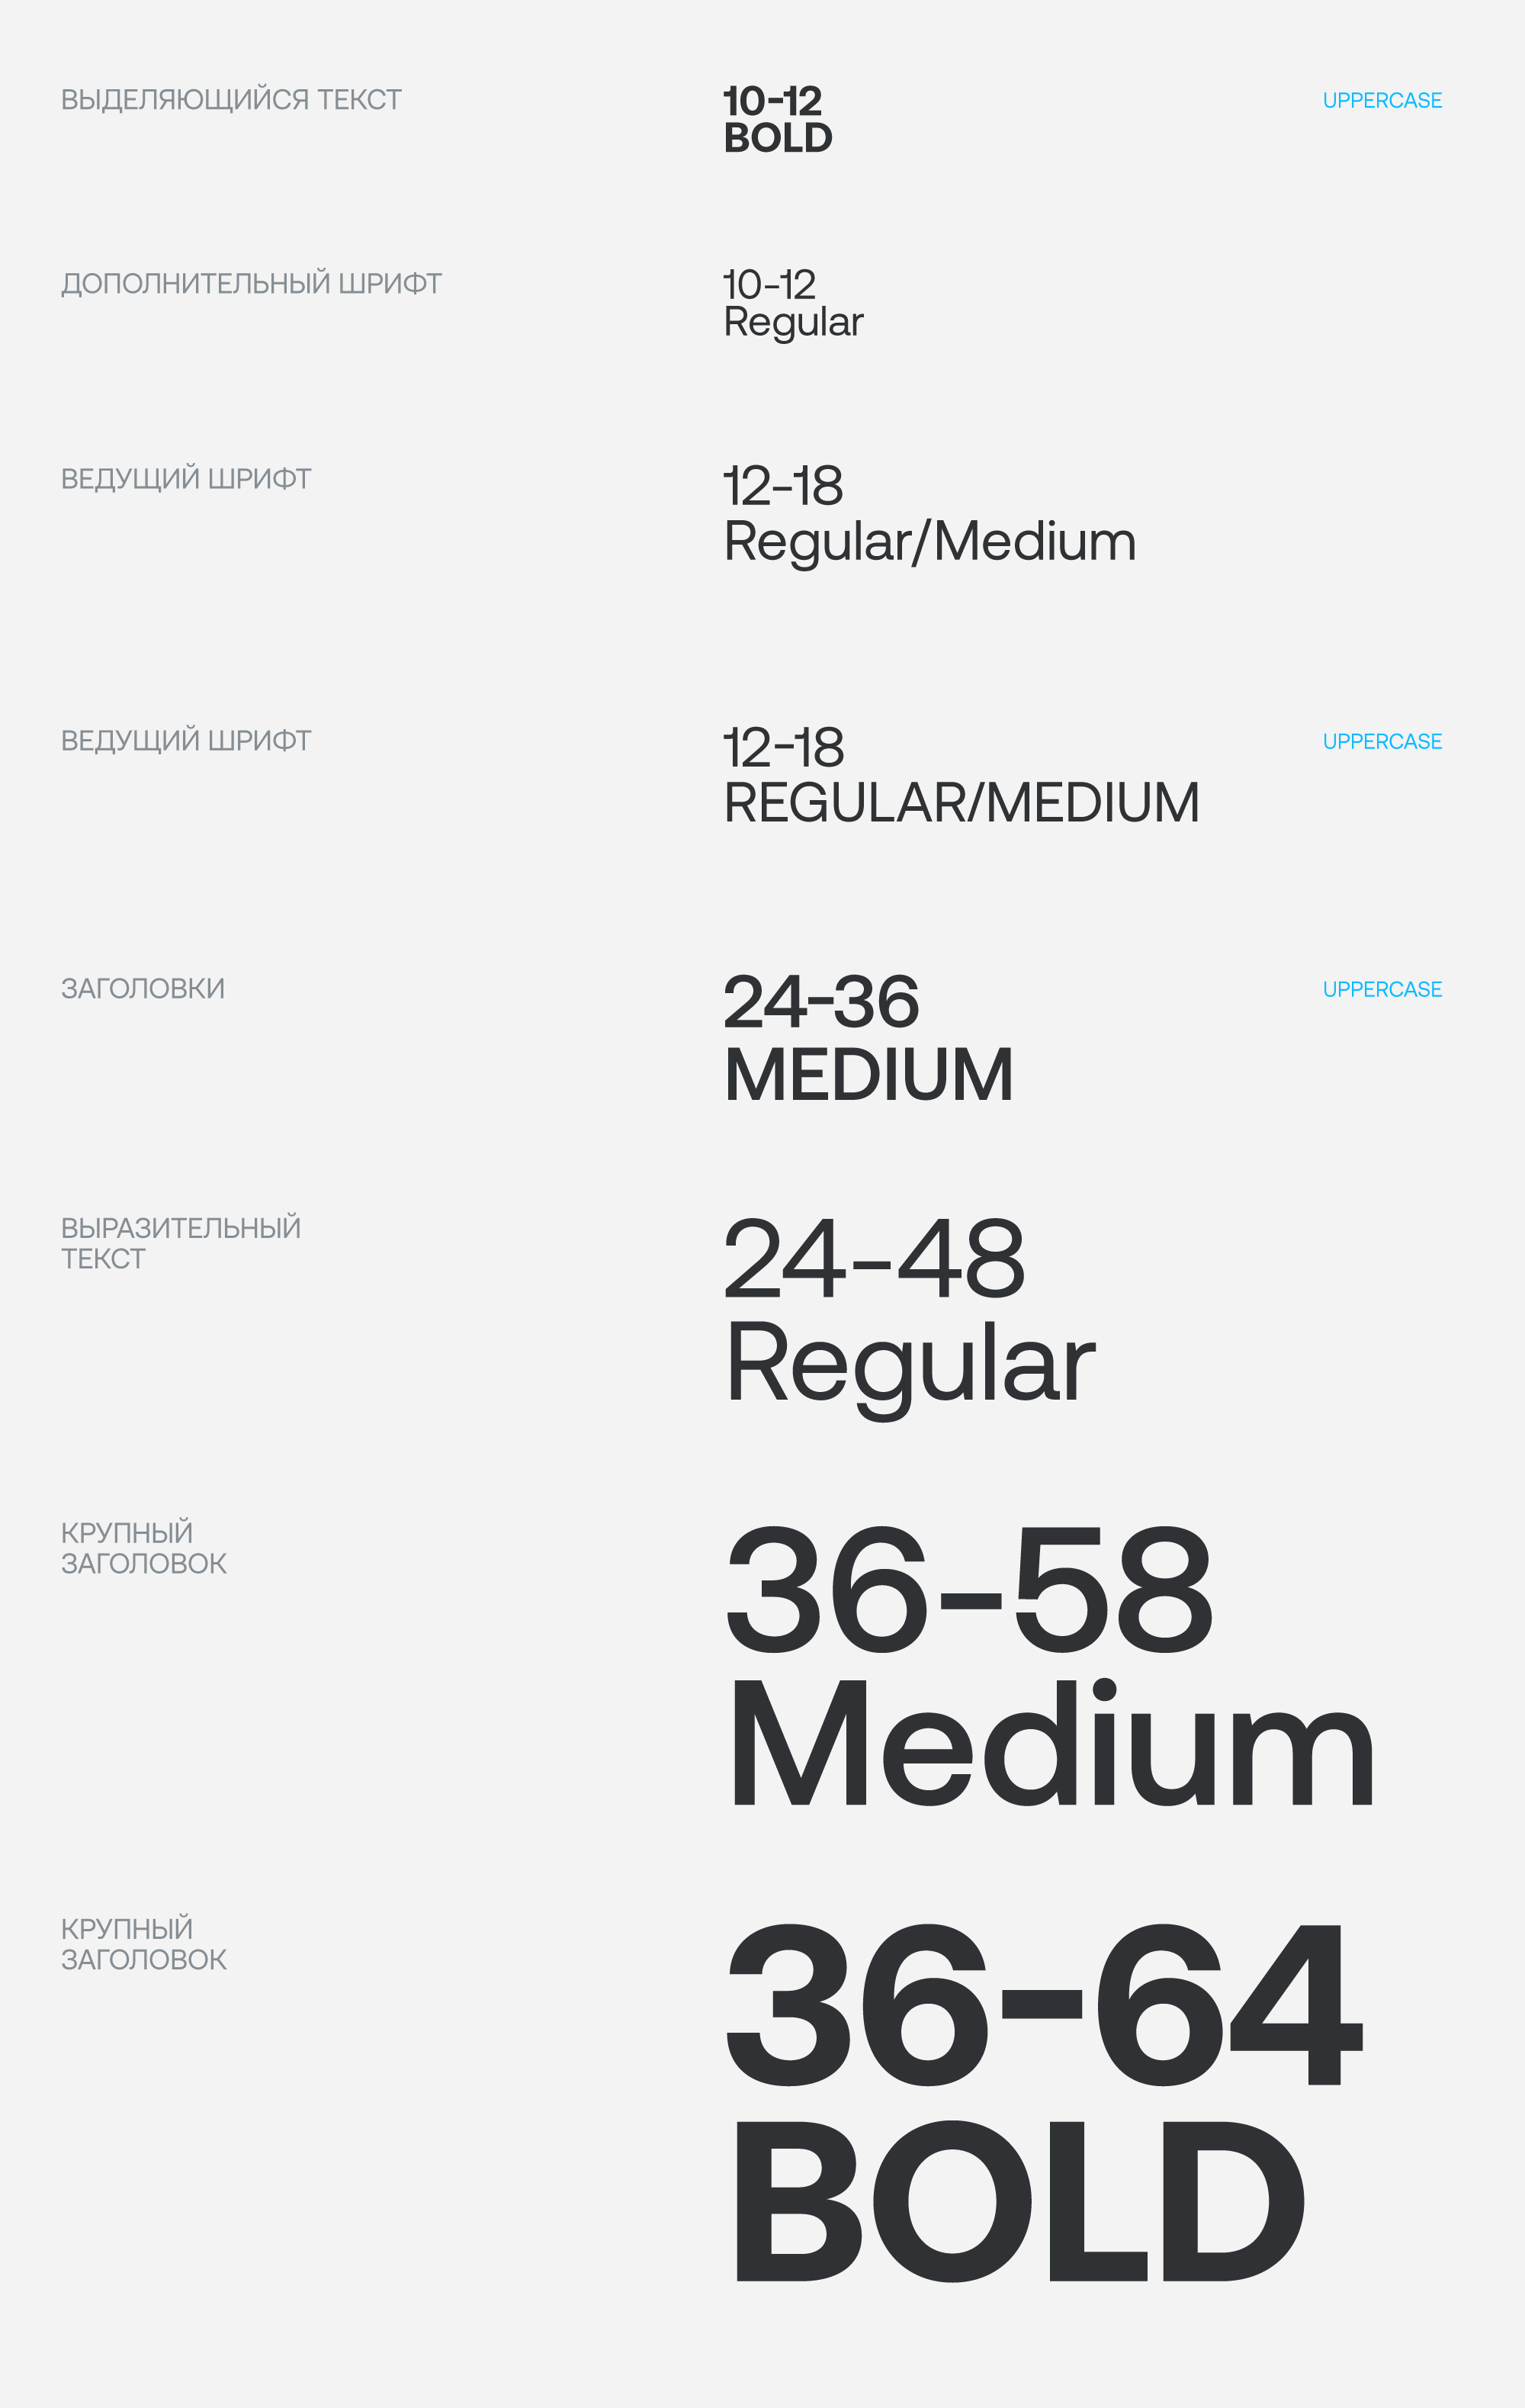 ВЫДЕЛЯЮЩИЙСЯ ТЕКСТ
10-12
BOLD
UPPERCASE
ДОПОЛНИТЕЛЬНЫЙ ШРИФТ
10-12
Regular
ВЕДУЩИЙ ШРИФТ
12-18
Regular/Medium
ВЕДУЩИЙ ШРИФТ
12-18
REGULAR/MEDIUM
UPPERCASE
ЗАГОЛОВКИ
24-36
MEDIUM
UPPERCASE
ВЫРАЗИТЕЛЬНЫЙ
ТЕКСТ
24-48
Regular
КРУПНЫЙ
ЗАГОЛОВОК
36-58
Medium
КРУПНЫЙ
ЗАГОЛОВОК
36-64
BOLD